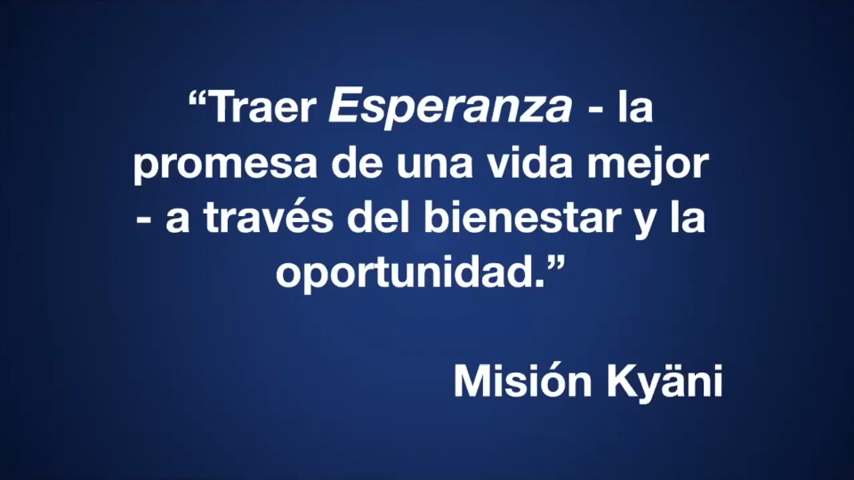 “Traer Esperanza - la
promesa de una vida mejor
- a través del bienestar y la
oportunidad.”
Misión Kyäni